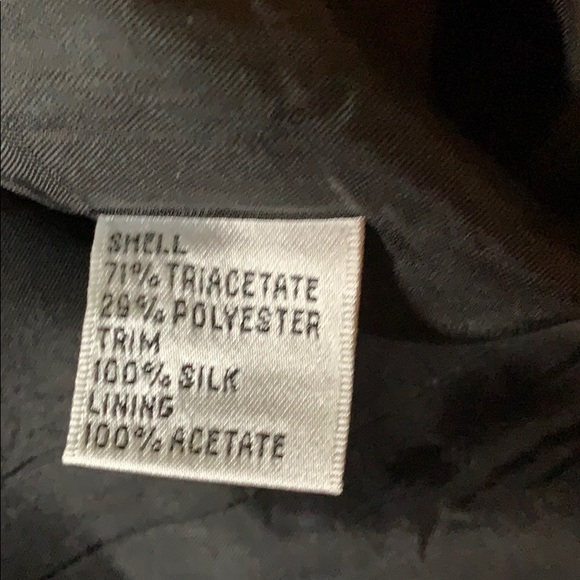 SHELL
71% TRIACETATE
29% POLYESTER
TRIM
100% SILK
LINING
100% ACETATE